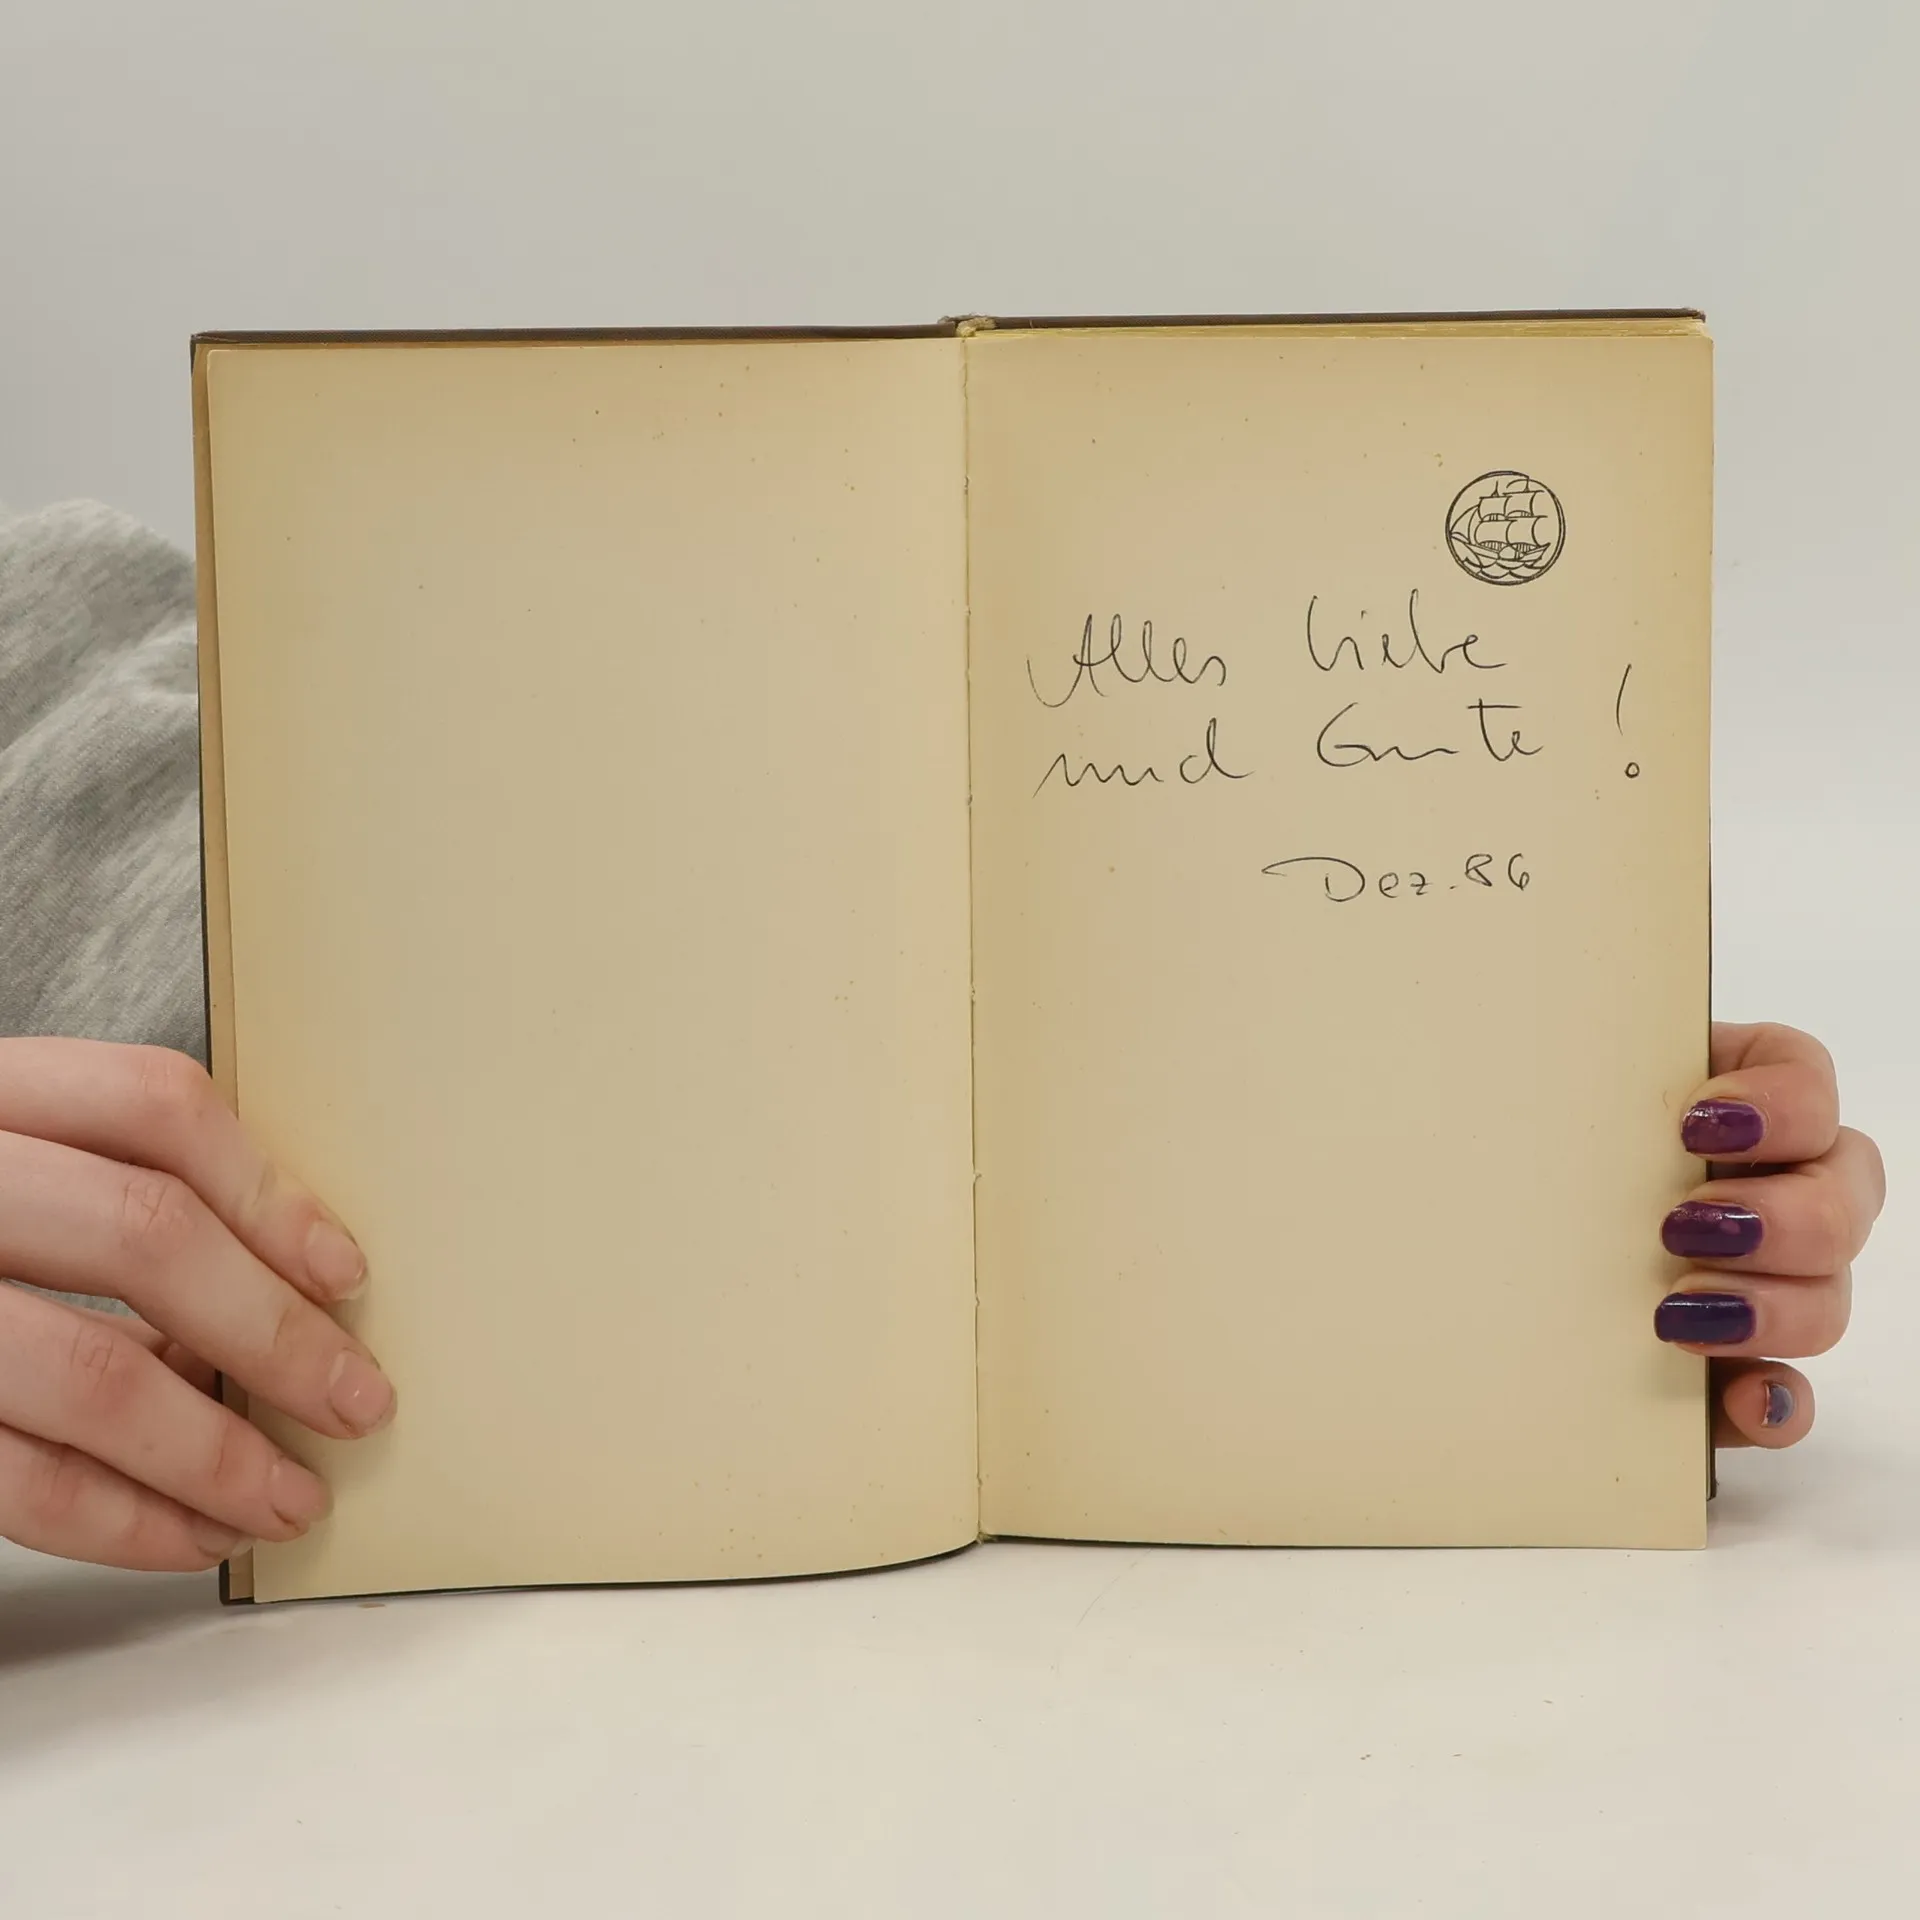 Alles Liebe
und Gute !
Dez. 86